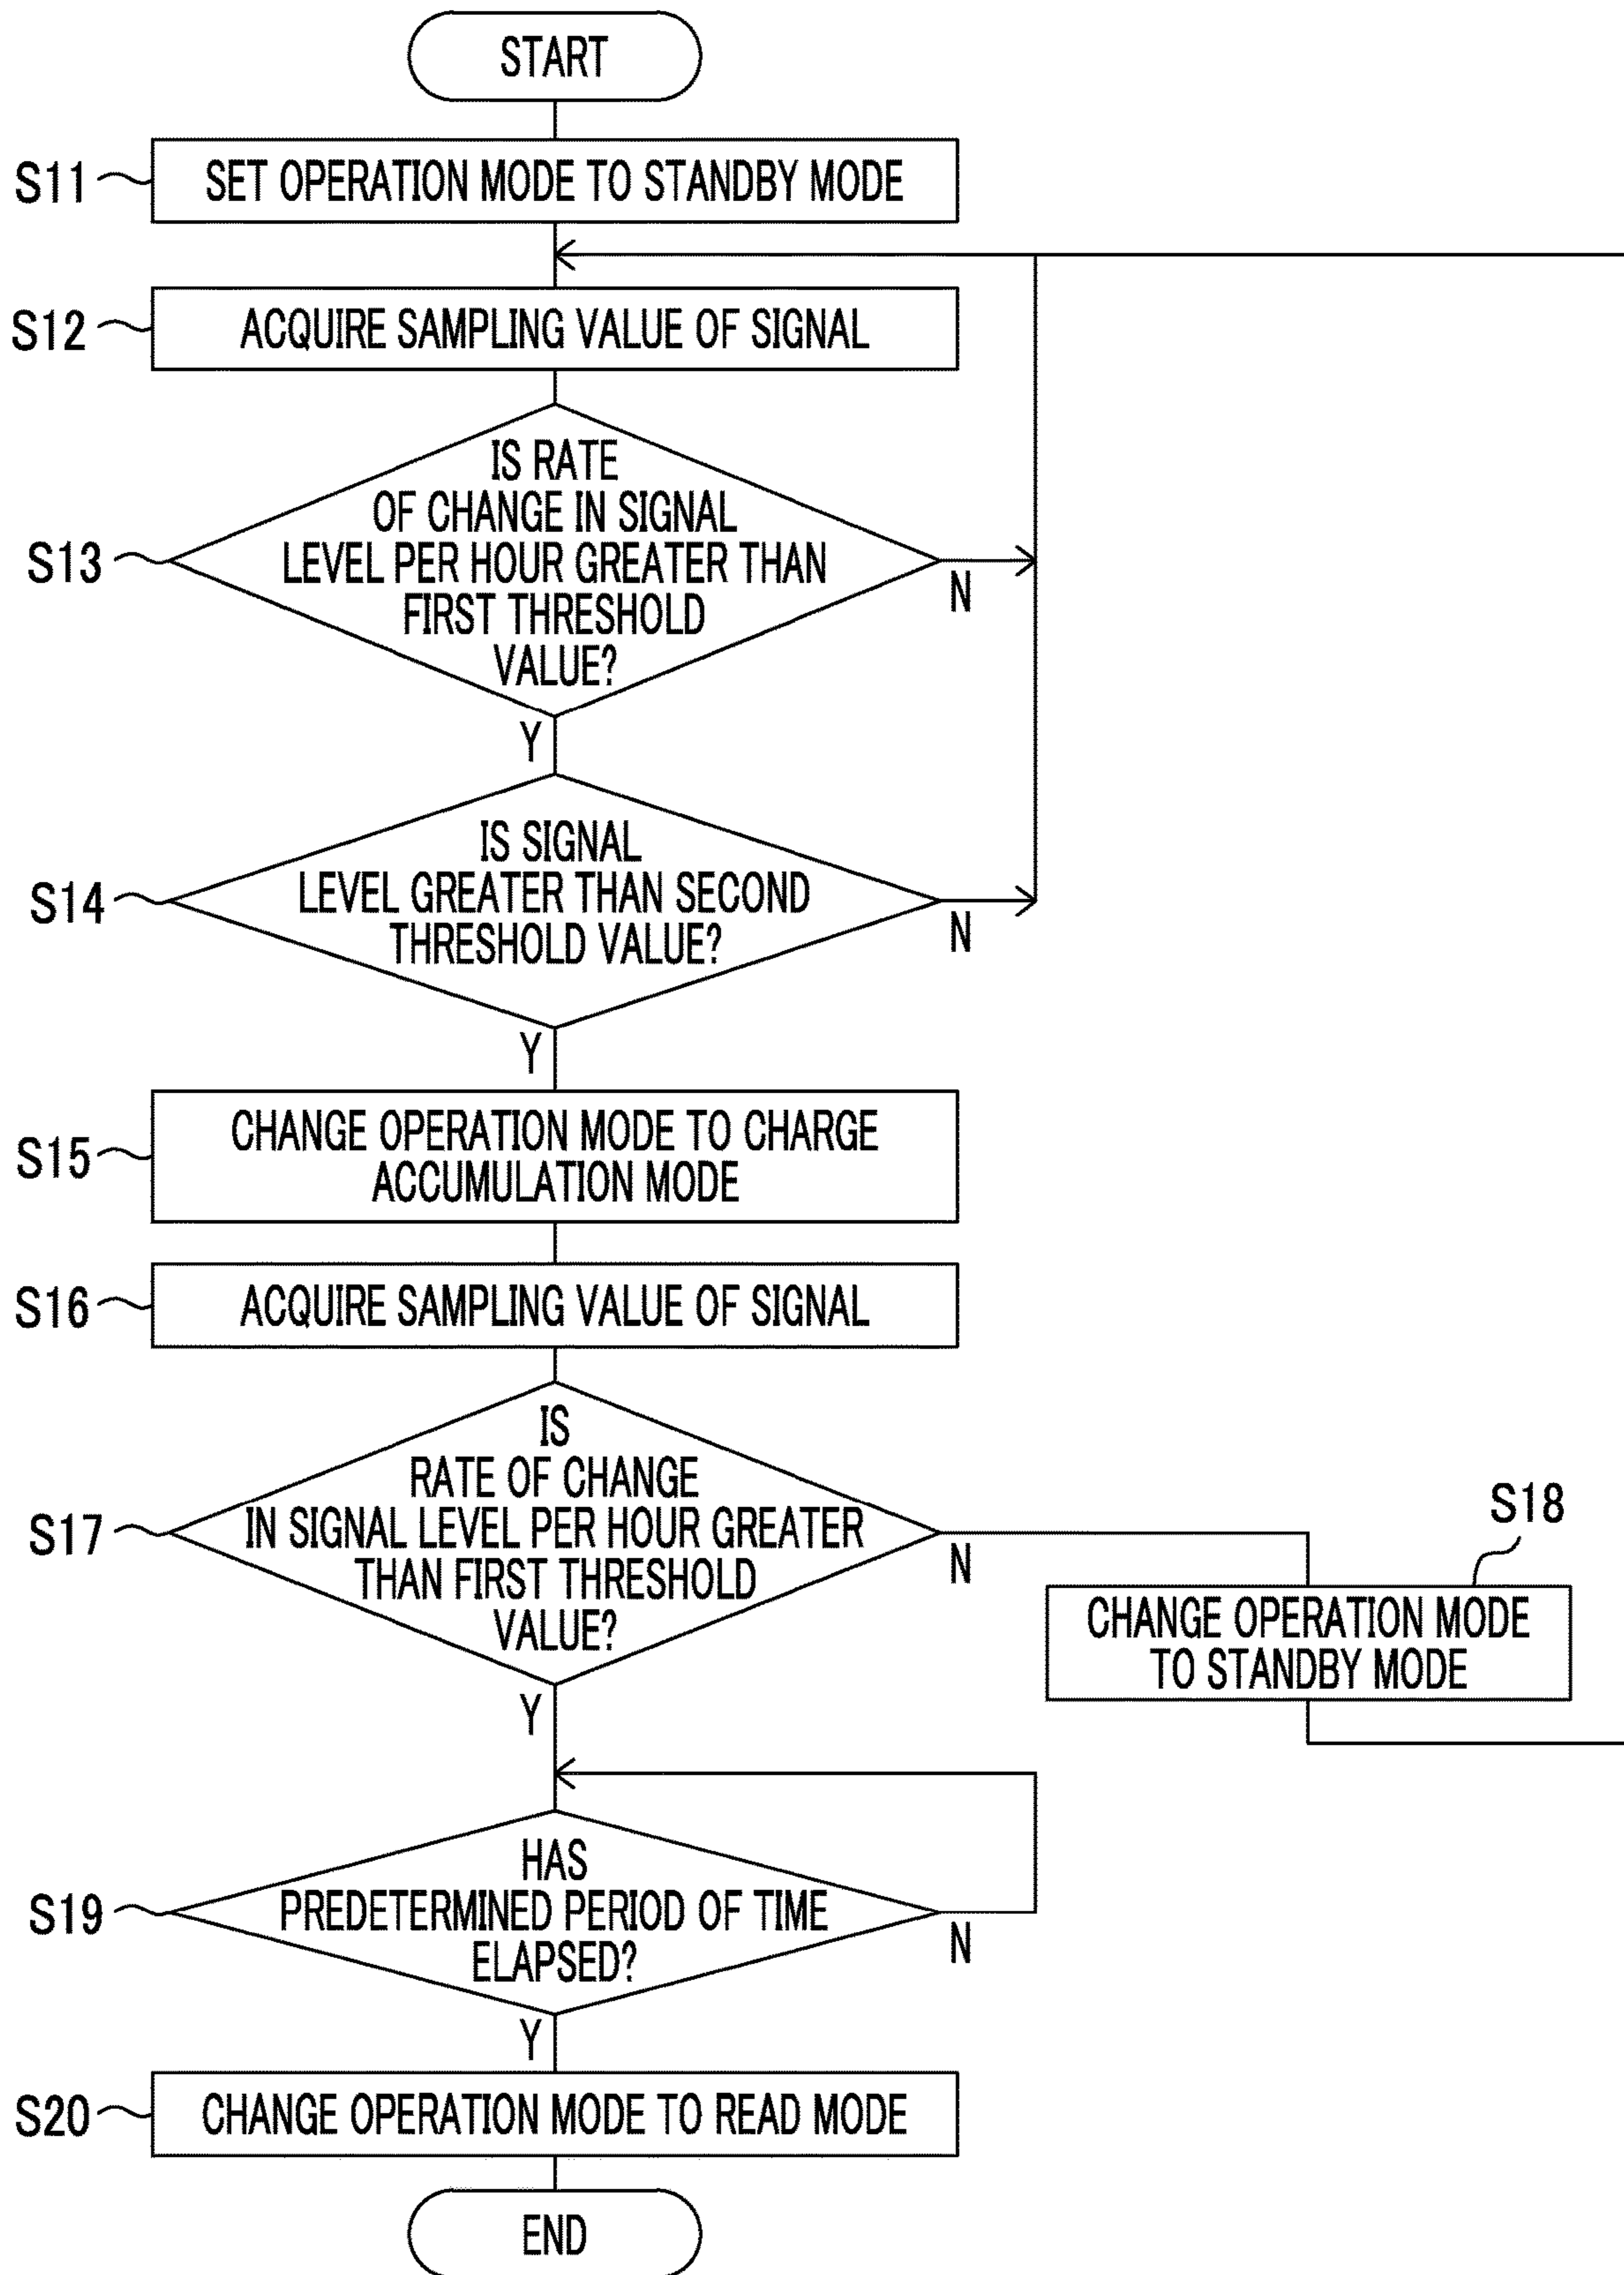 START
S11
SET OPERATION MODE TO STANDBY MODE
S12
ACQUIRE SAMPLING VALUE OF SIGNAL
S13
IS RATE
OF CHANGE IN SIGNAL
LEVEL PER HOUR GREATER THAN
FIRST THRESHOLD
VALUE?
N
Y
S14
IS SIGNAL
LEVEL GREATER THAN SECOND
THRESHOLD VALUE?
N
Y
S15
CHANGE OPERATION MODE TO CHARGE
ACCUMULATION MODE
S16
ACQUIRE SAMPLING VALUE OF SIGNAL
S17
IS
RATE OF CHANGE
IN SIGNAL LEVEL PER HOUR GREATER
THAN FIRST THRESHOLD
VALUE?
N
Y
S18
CHANGE OPERATION MODE
TO STANDBY MODE
S19
HAS
PREDETERMINED PERIOD OF TIME
ELAPSED?
N
Y
S20
CHANGE OPERATION MODE TO READ MODE
END